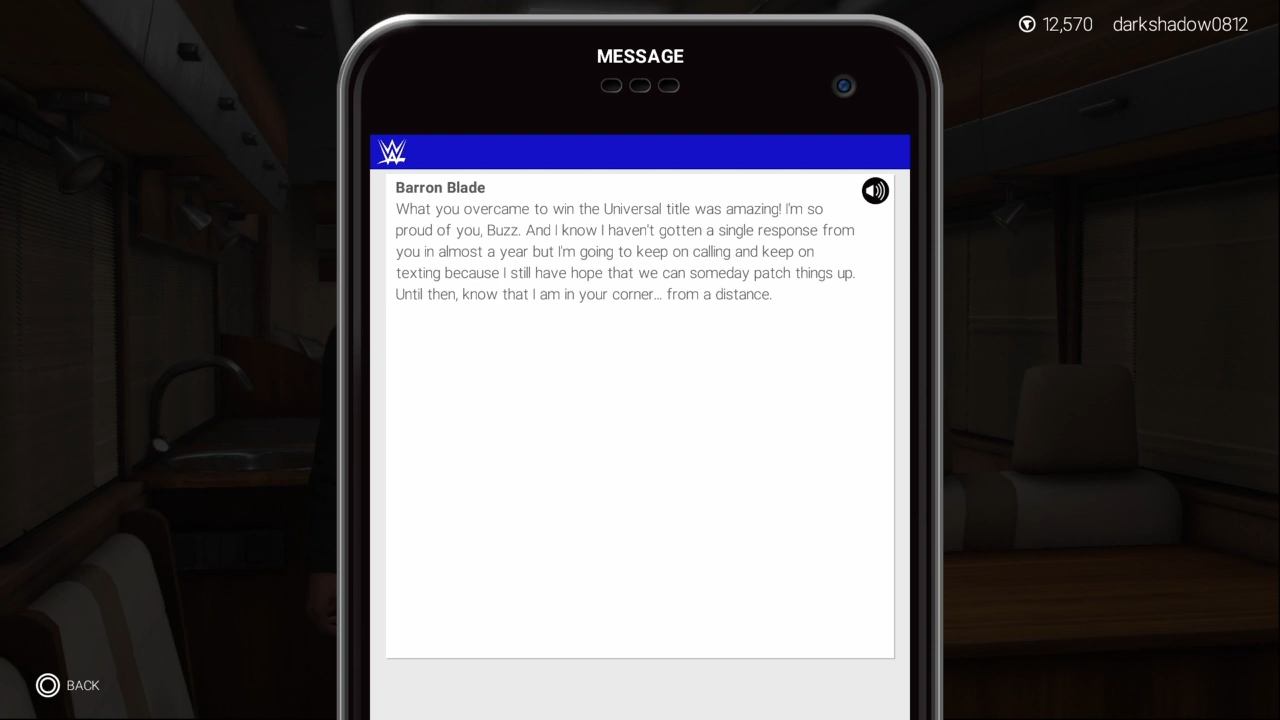 12,570 darkshadow0812
MESSAGE
Barron Blade
What you overcame to win the Universal title was amazing! I'm so
proud of you, Buzz. And I know I haven't gotten a single response from
you in almost a year but I'm going to keep on calling and keep on
texting because I still have hope that we can someday patch things up.
Until then, know that I am in your corner... from a distance.
BACK